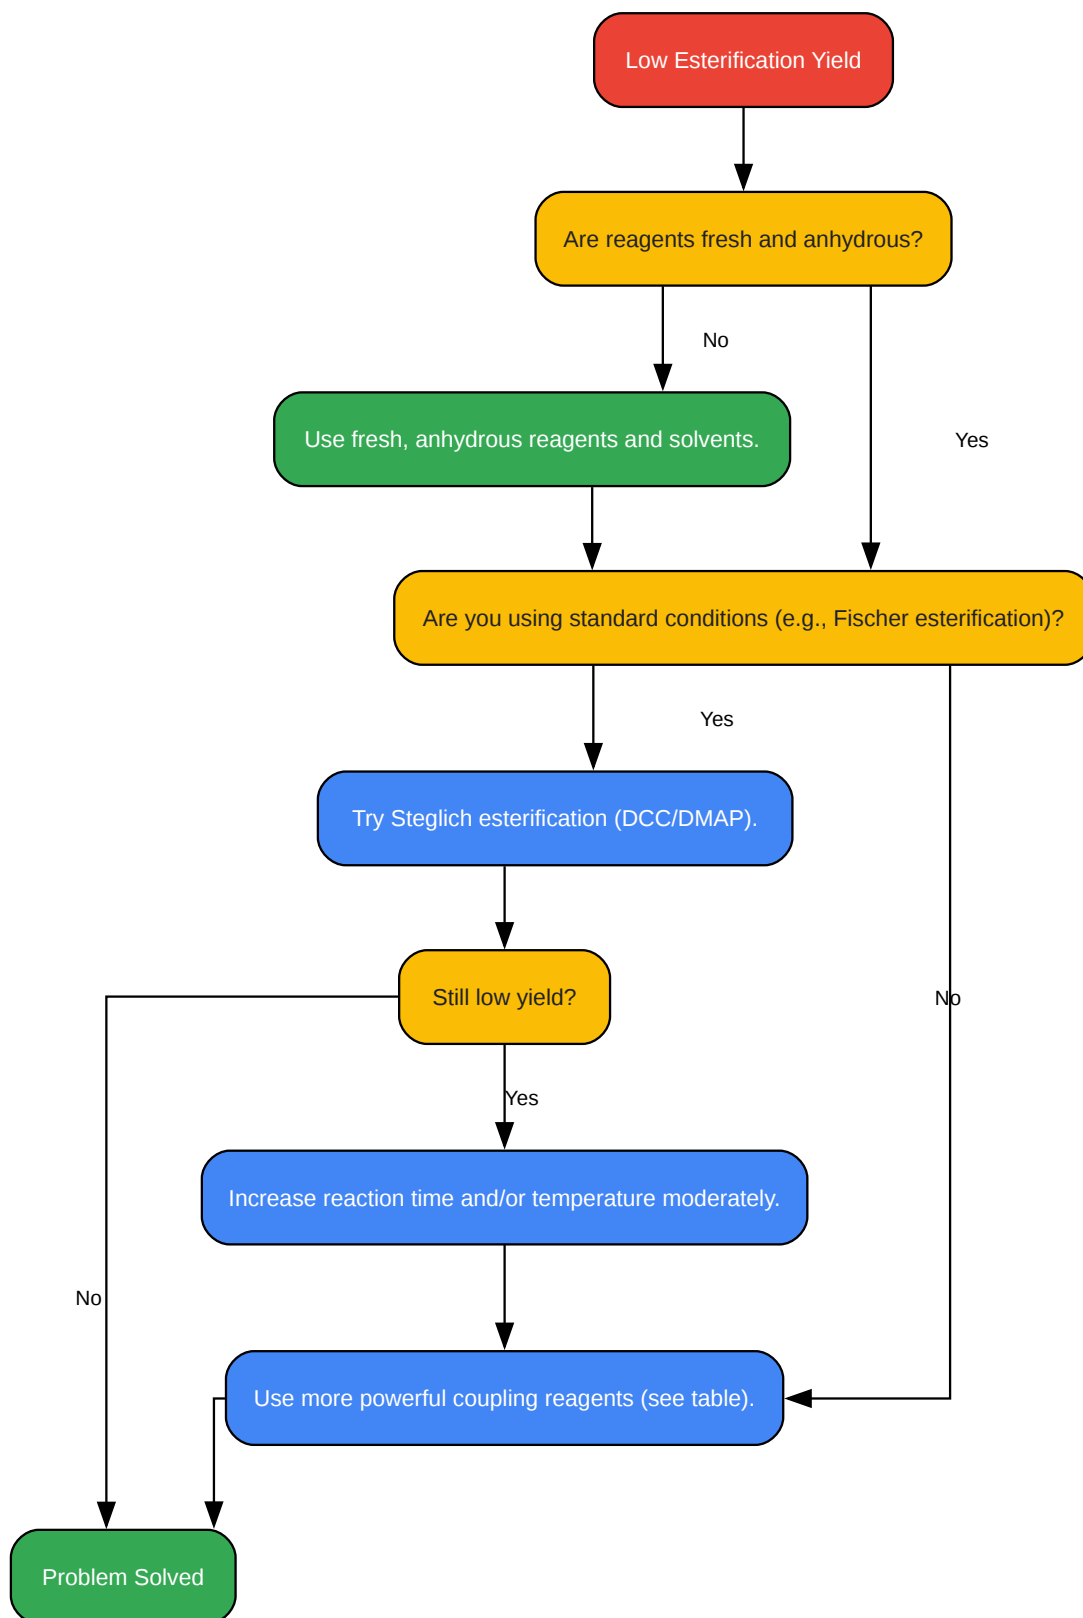 Low Esterification Yield
Are reagents fresh and anhydrous?
No
Use fresh, anhydrous reagents and solvents.
Yes
Are you using standard conditions (e.g., Fischer esterification)?
Yes
Try Steglich esterification (DCC/DMAP).
Still low yield?
No
Yes
Increase reaction time and/or temperature moderately.
No
Use more powerful coupling reagents (see table).
Problem Solved